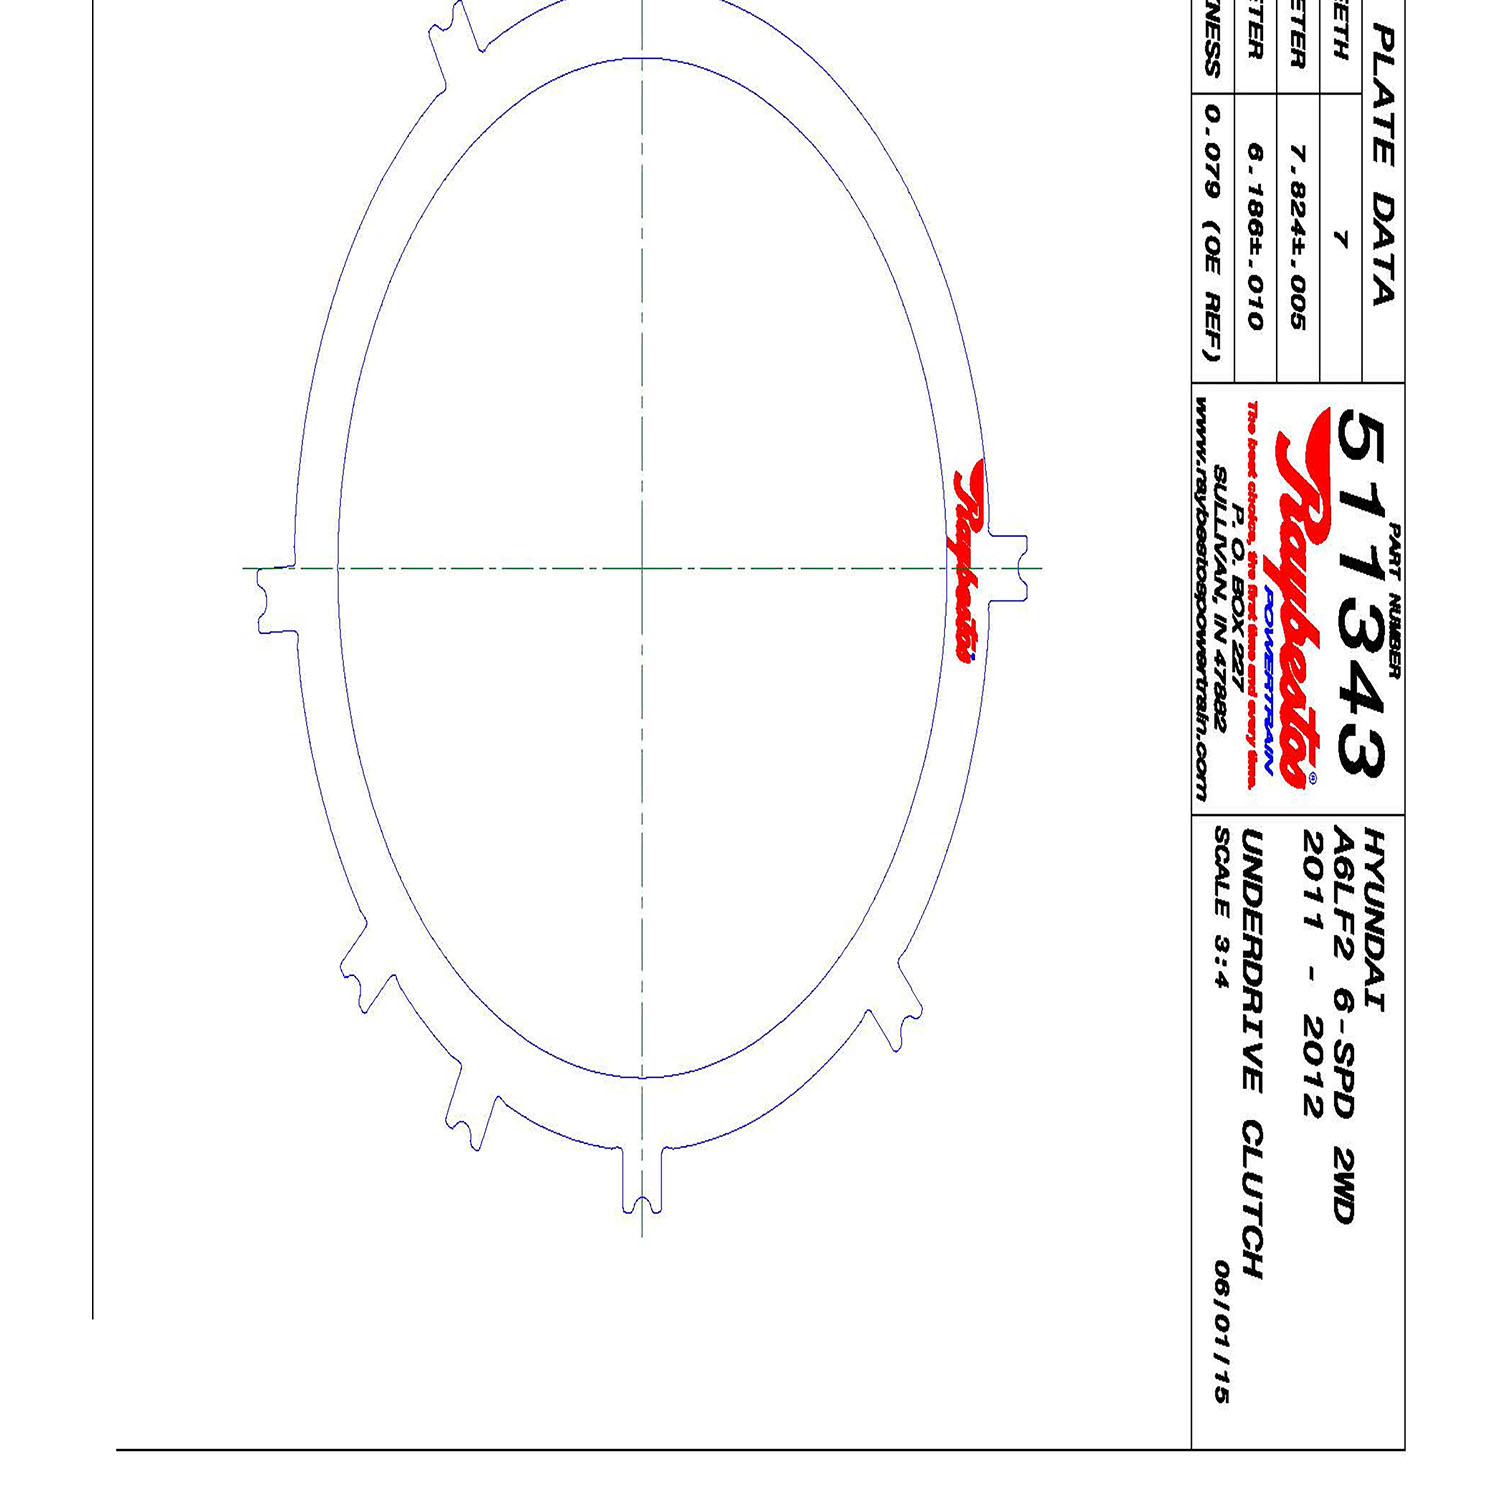 PLATE DATA
EETH 7
ETER 7.824±.005
ETER 6.186±.010
NESS 0.079 (OE REF)
PART NUMBER
511343
Raybestos®
POWERTRAIN
The best choice, the first time and every time.
P. O. BOX 227
SULLIVAN, IN 47882
www.raybestospowertrain.com
HYUNDAI
A6LF2 6-SPD 2WD
2011 - 2012
UNDERDRIVE CLUTCH
SCALE 3:4 06/01/15
Raybestos